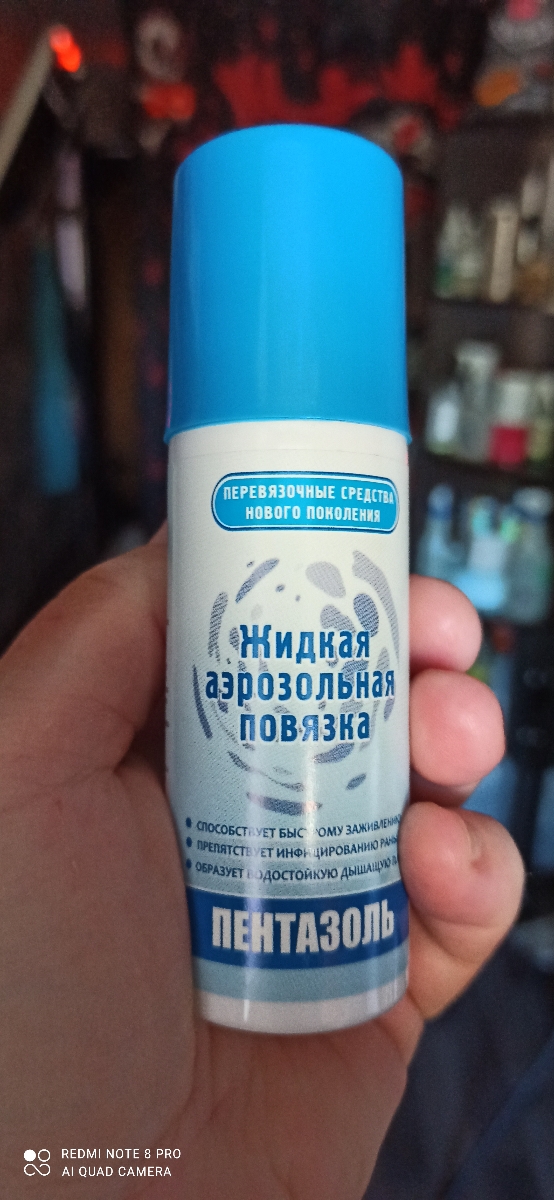 ПЕРЕВЯЗОЧНЫЕ СРЕДСТВА
НОВОГО ПОКОЛЕНИЯ
Жидкая
аэрозольная
повязка
• СПОСОБСТВУЕТ БЫСТРОМУ
• ПРЕПЯТСТВУЕТ ИНФИЦИРОВАНИЮ
• ОБРАЗУЕТ ВОДОСТОЙКУЮ ДЫШАЩУЮ
ПЕНТАЗОЛЬ
REDMI NOTE 8 PRO
AI QUAD CAMERA